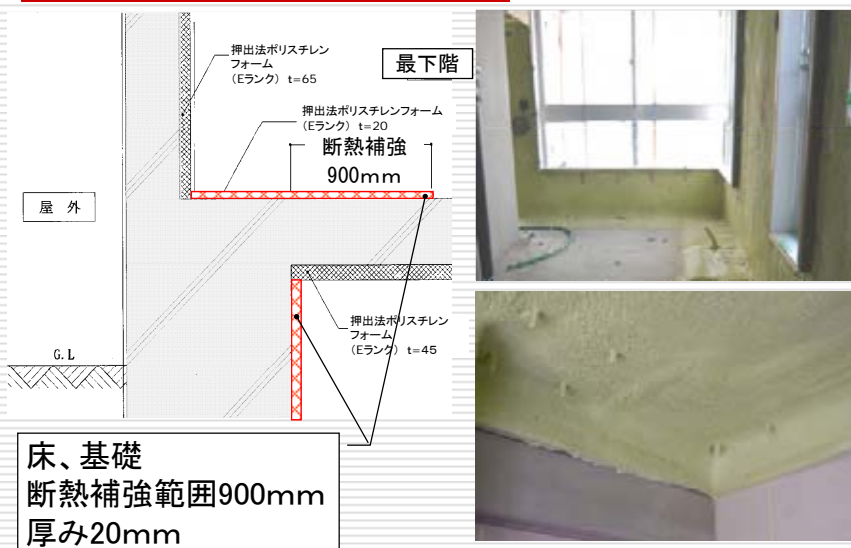 押出法ポリスチレン
フォーム
(Eランク) t=65
最下階
押出法ポリスチレンフォーム
(Eランク) t=20
断熱補強
900mm
屋 外
押出法ポリスチレン
フォーム
(Eランク) t=45
G.L
床、基礎
断熱補強範囲900mm
厚み20mm